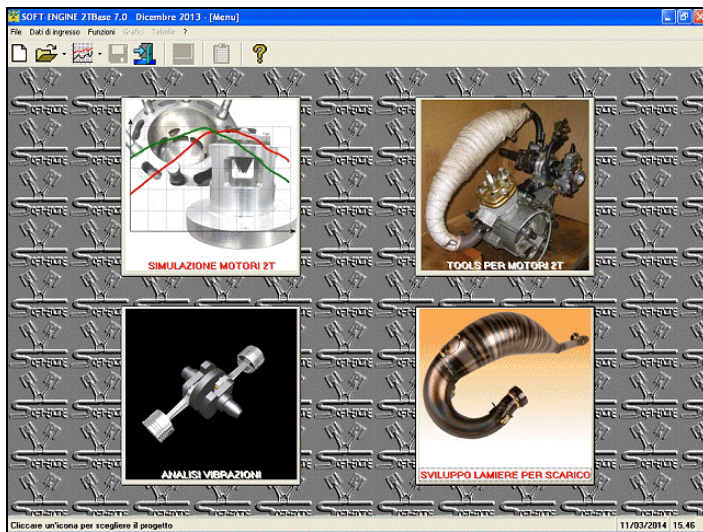 SOFT-ENGINE 2TBase 7.0   Dicembre 2013 - [Menu]
File Dati di ingresso Funzioni Grafici Tabelle ?
SIMULAZIONE MOTORI 2T
TOOLS PER MOTORI 2T
ANALISI VIBRAZIONI
SVILUPPO LAMIERE PER SCARICO
Cliccare un'icona per scegliere il progetto
11/03/2014 15.46